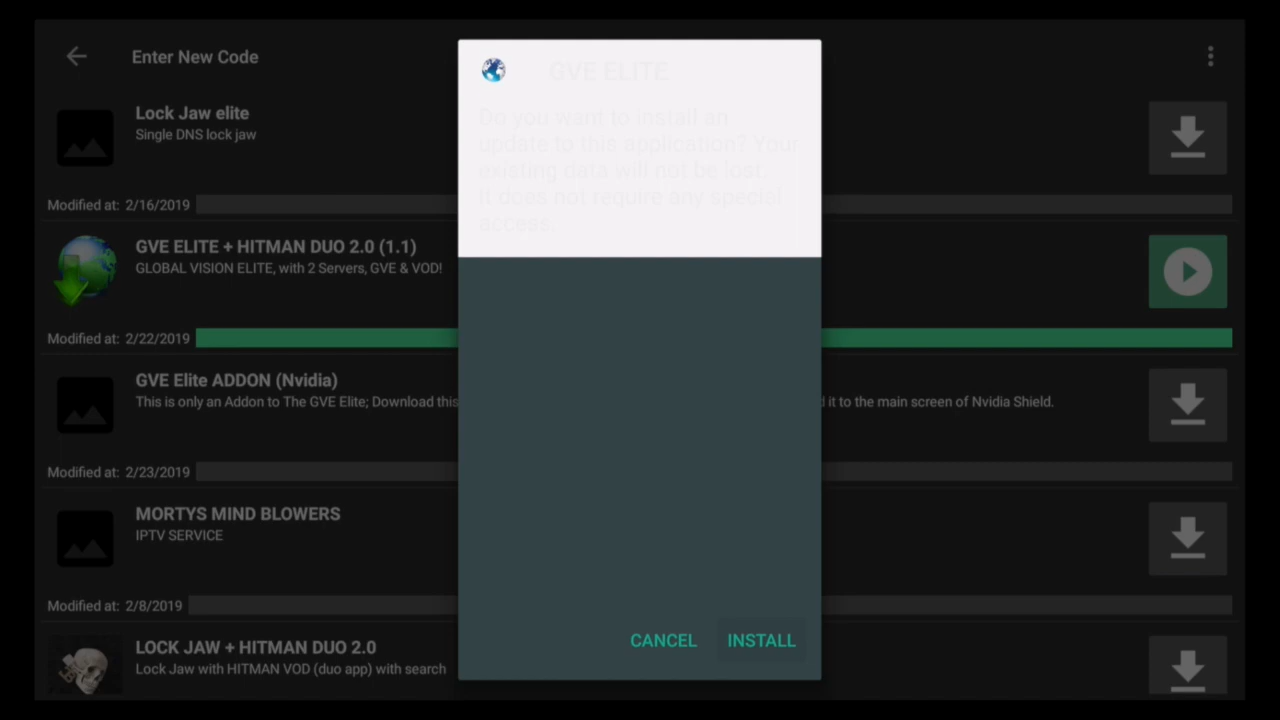 Enter New Code
Lock Jaw elite
Single DNS lock jaw
Modified at: 2/16/2019
GVE ELITE + HITMAN DUO 2.0 (1.1)
GLOBAL VISION ELITE, with 2 Servers, GVE & VOD!
Modified at: 2/22/2019
GVE Elite ADDON (Nvidia)
This is only an Addon to The GVE Elite; Download this
it to the main screen of Nvidia Shield.
Modified at: 2/23/2019
MORTYS MIND BLOWERS
IPTV SERVICE
Modified at: 2/8/2019
LOCK JAW + HITMAN DUO 2.0
Lock Jaw with HITMAN VOD (duo app) with search
GVE ELITE
Do you want to install an
update to this application? Your
existing data will not be lost.
It does not require any special
access.
CANCEL
INSTALL